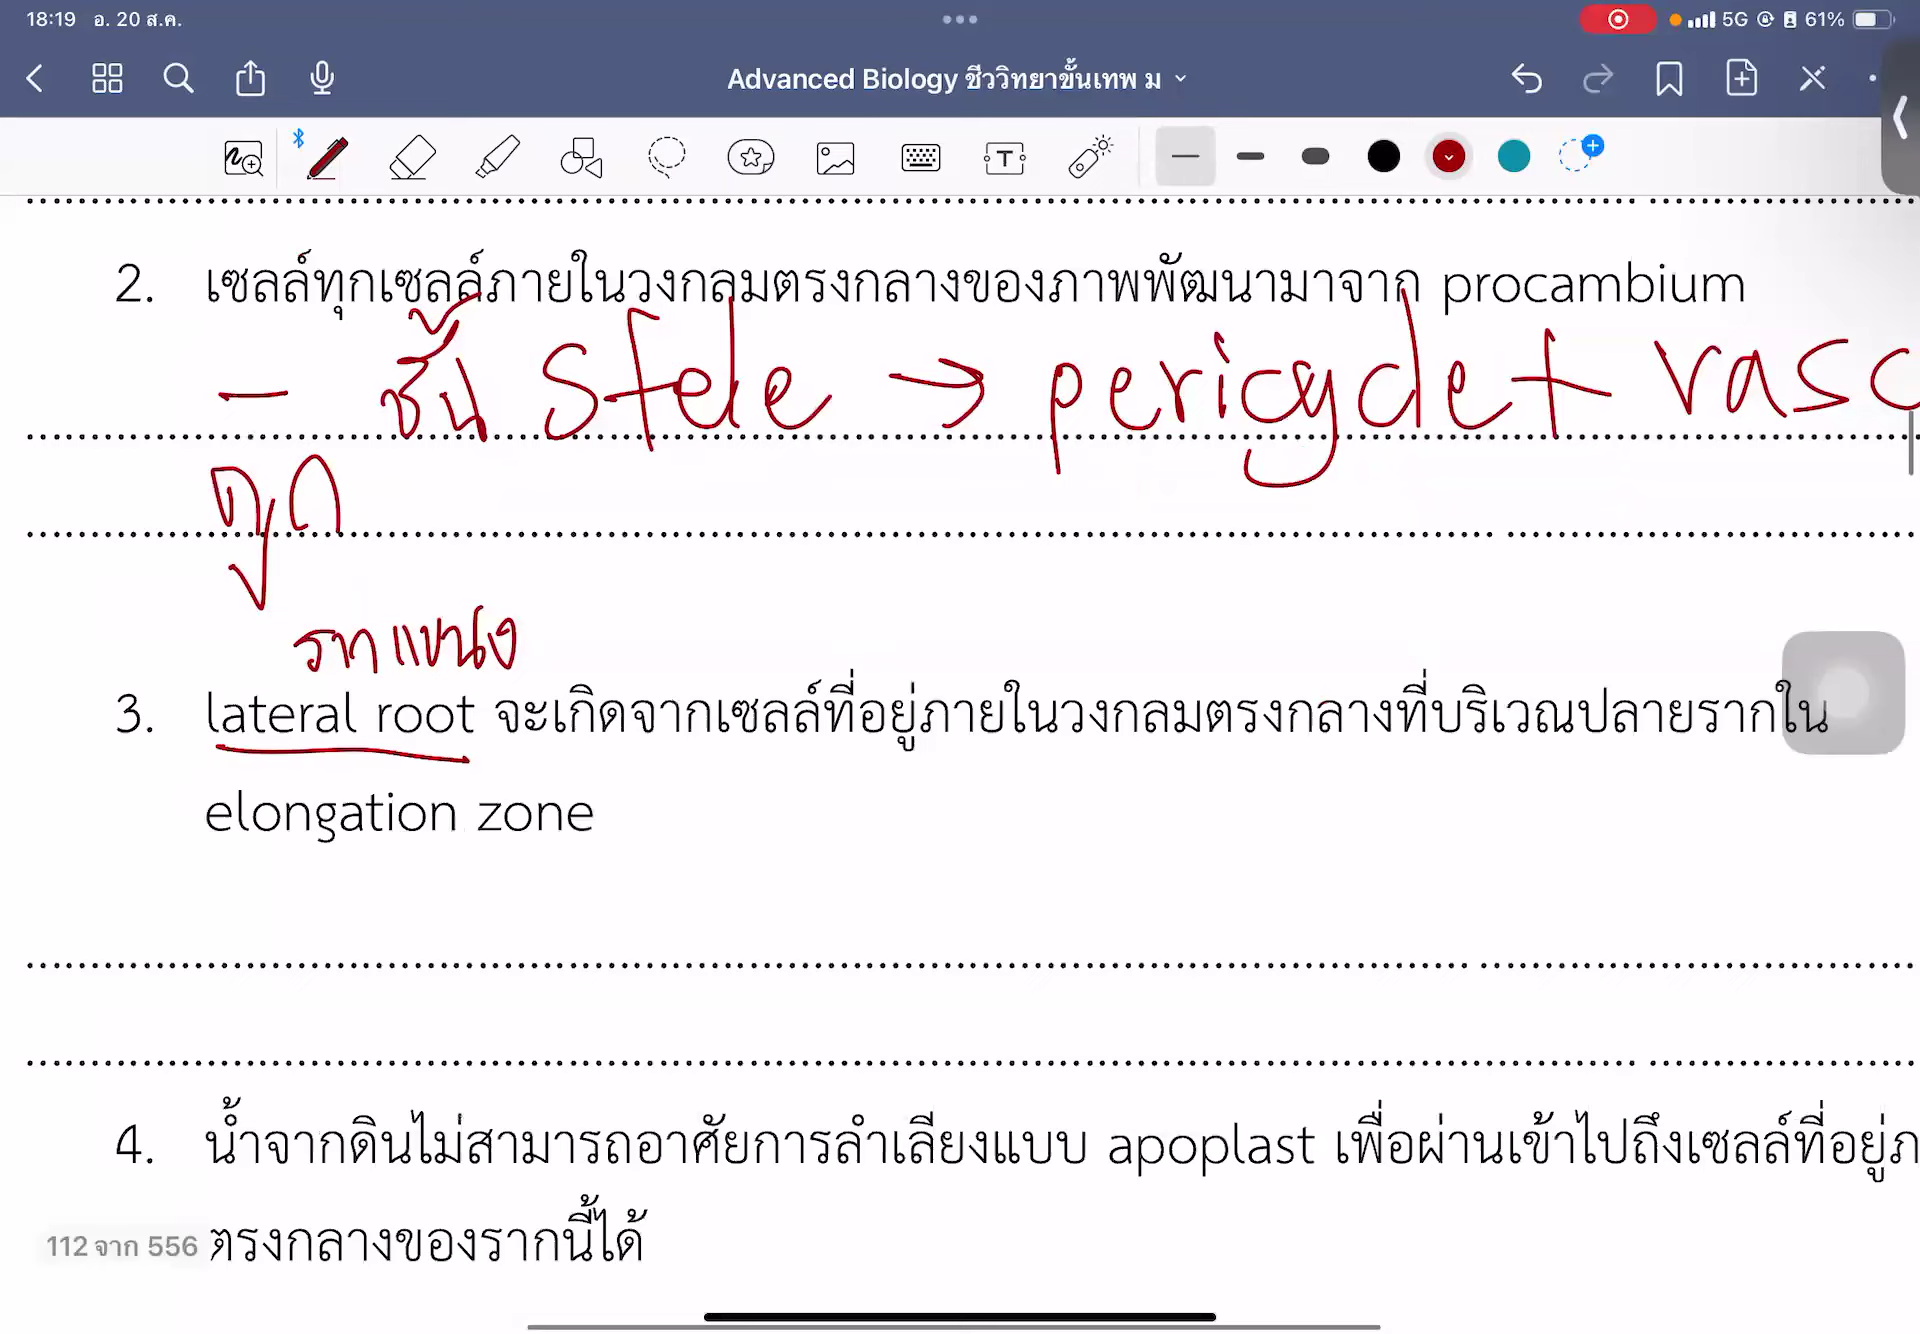 18:19 อ. 20 ส.ค.
5G 61%
Advanced Biology ชีววิทยาขั้นเทพ ม
2. เซลล์ทุกเซลล์ภายในวงกลมตรงกลางของภาพพัฒนามาจาก procambium
- ชั้น stele → pericycle + vasc
ถูก
รากแขนง
3. lateral root จะเกิดจากเซลล์ที่อยู่ภายในวงกลมตรงกลางที่บริเวณปลายรากใน
elongation zone
4. น้ำจากดินไม่สามารถอาศัยการลำเลียงแบบ apoplast เพื่อผ่านเข้าไปถึงเซลล์ที่อยู่ภ
ตรงกลางของรากนี้ได้
112 จาก 556